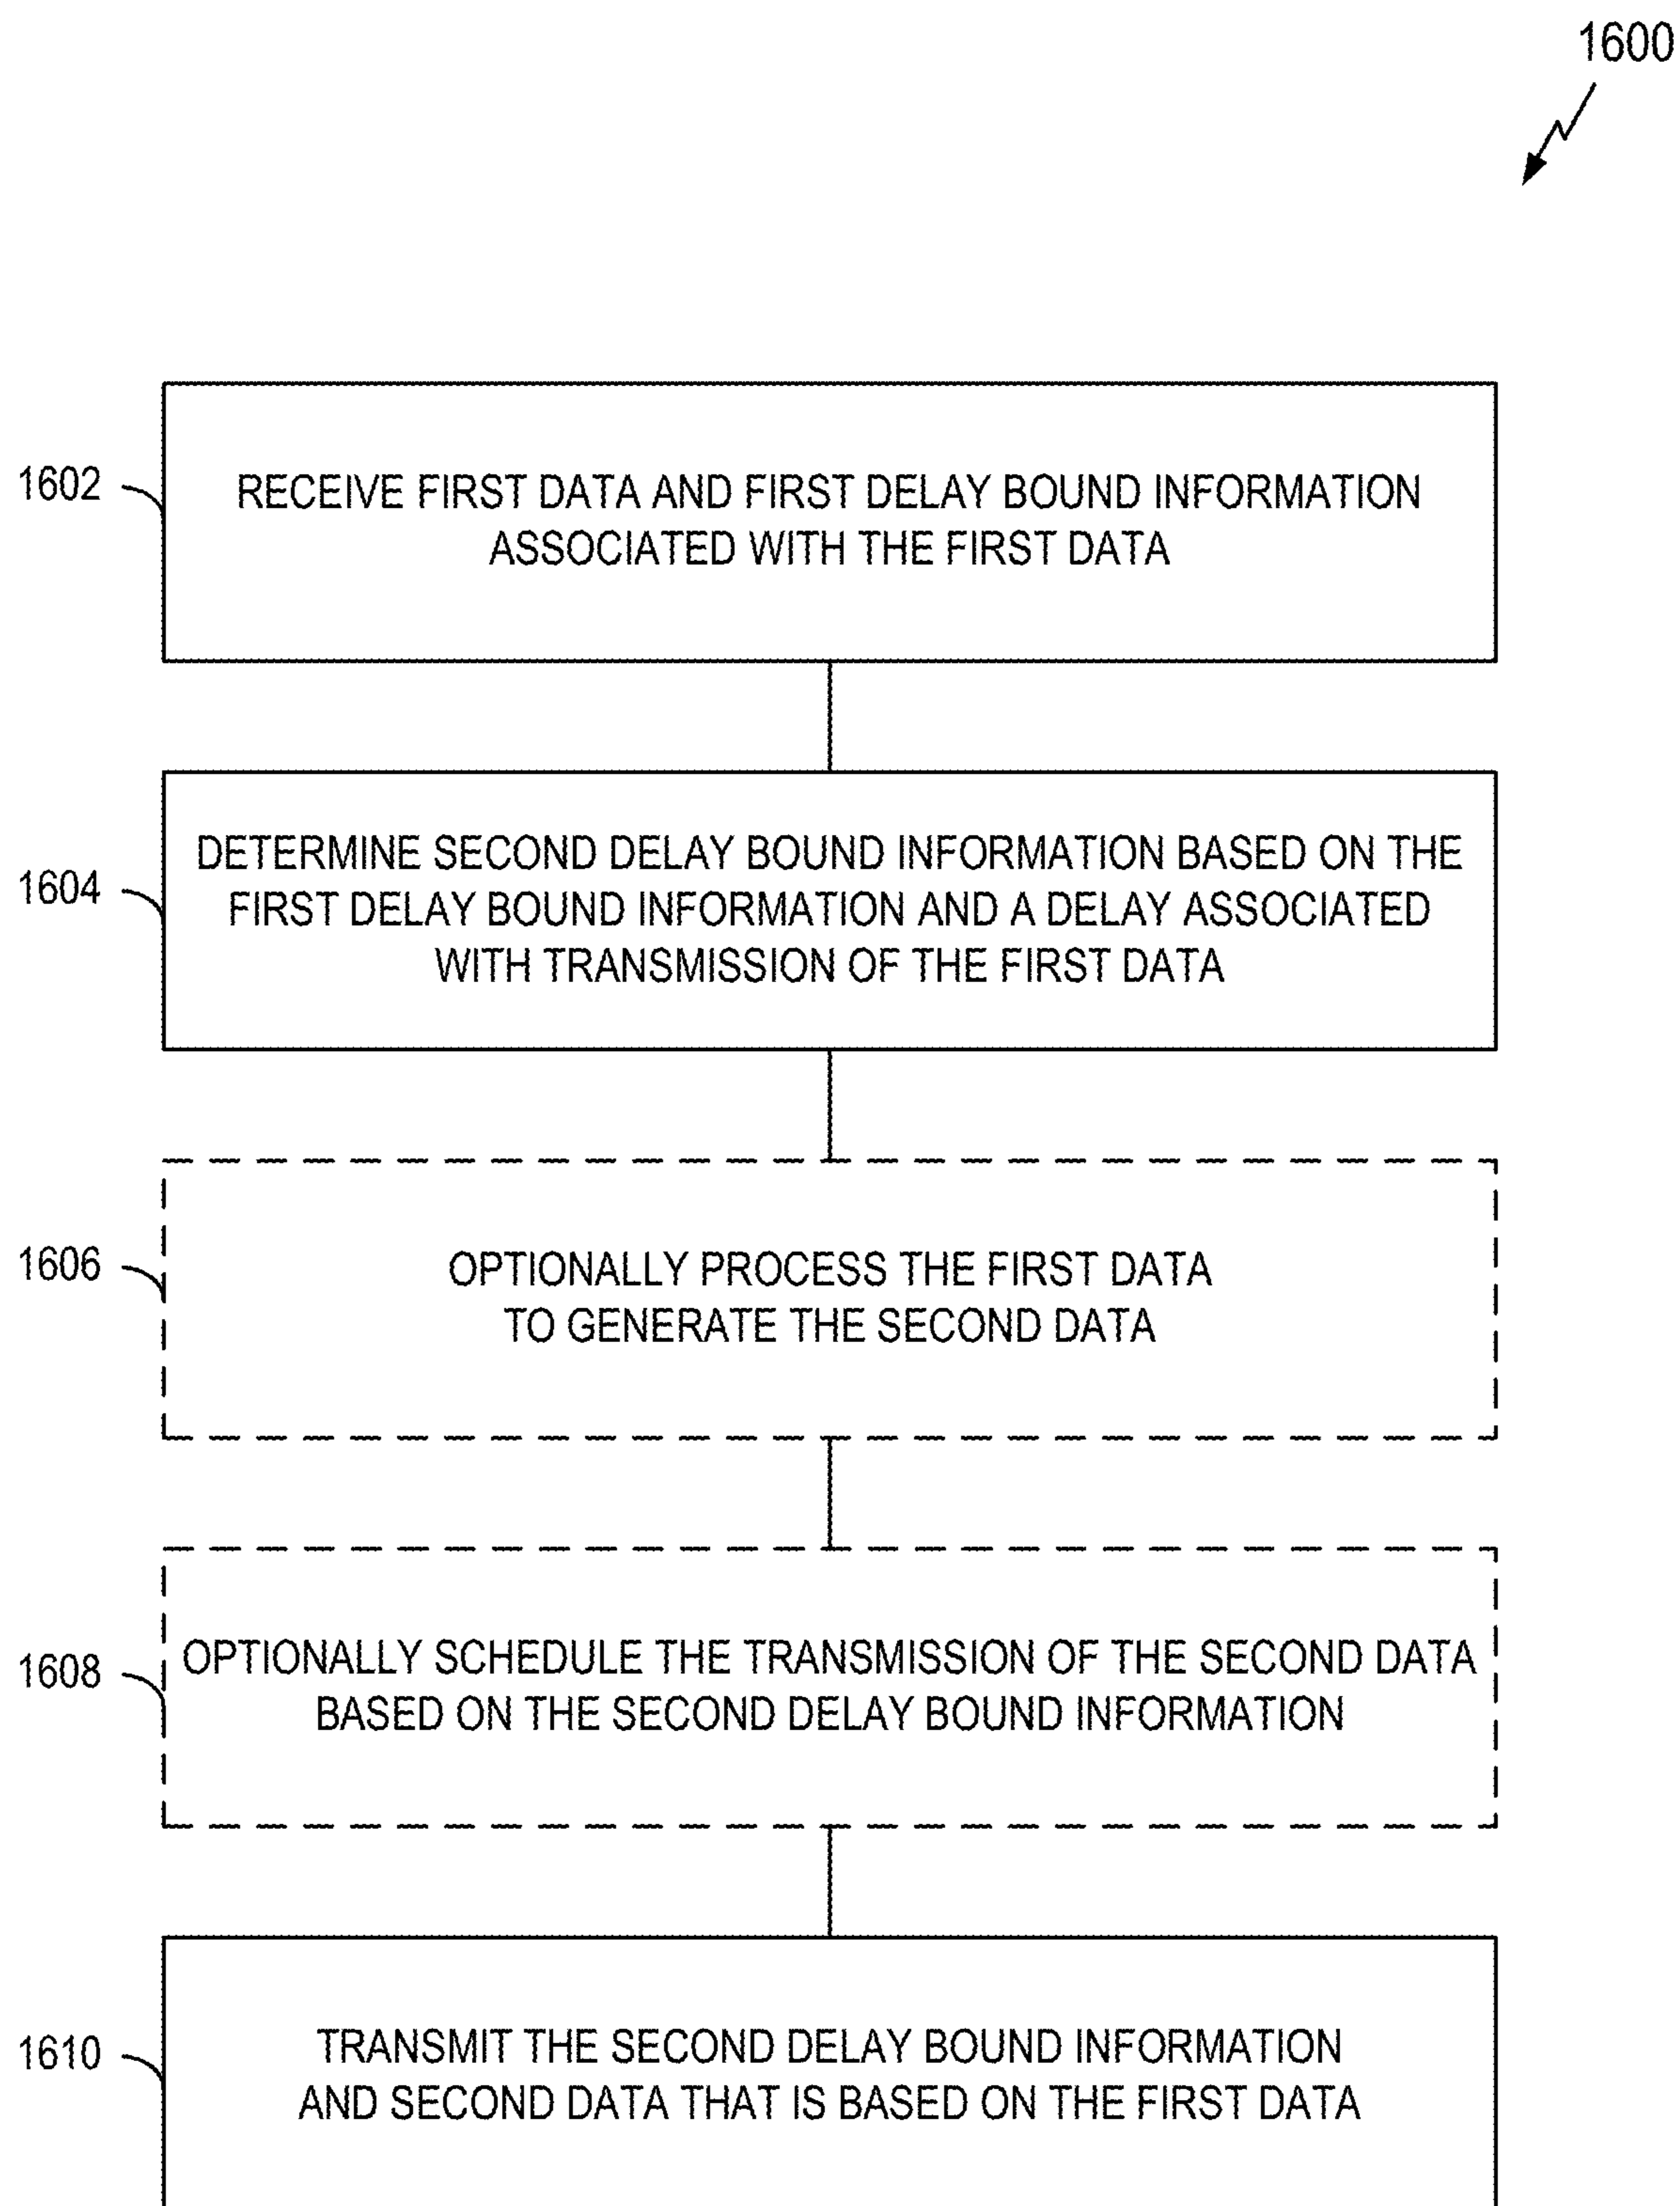 1600
1602
RECEIVE FIRST DATA AND FIRST DELAY BOUND INFORMATION
ASSOCIATED WITH THE FIRST DATA
1604
DETERMINE SECOND DELAY BOUND INFORMATION BASED ON THE
FIRST DELAY BOUND INFORMATION AND A DELAY ASSOCIATED
WITH TRANSMISSION OF THE FIRST DATA
1606
OPTIONALLY PROCESS THE FIRST DATA
TO GENERATE THE SECOND DATA
1608
OPTIONALLY SCHEDULE THE TRANSMISSION OF THE SECOND DATA
BASED ON THE SECOND DELAY BOUND INFORMATION
1610
TRANSMIT THE SECOND DELAY BOUND INFORMATION
AND SECOND DATA THAT IS BASED ON THE FIRST DATA